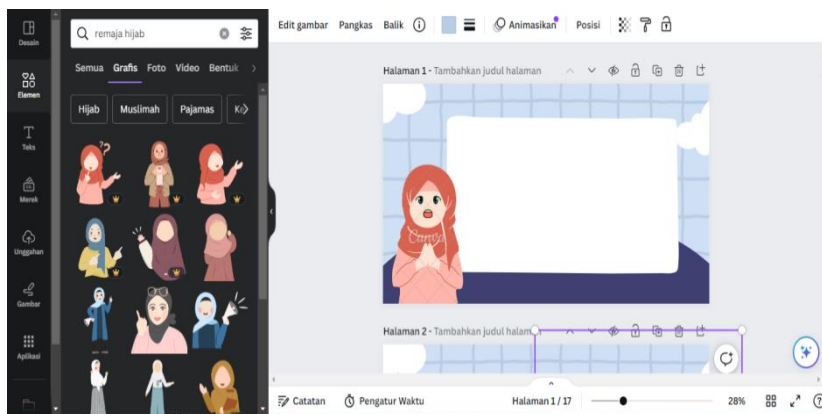 Desain
Elemen
Teks
Merek
Unggahan
Gambar
Aplikasi
remaja hijab
Semua Grafis Foto Video Bentuk
Hijab Muslimah Pajamas
Edit gambar Pangkas Balik Animasikan Posisi
Halaman 1 - Tambahkan judul halaman
Canva
Halaman 2 - Tambahkan judul halaman
Catatan Pengatur Waktu Halaman 1 / 17 28%